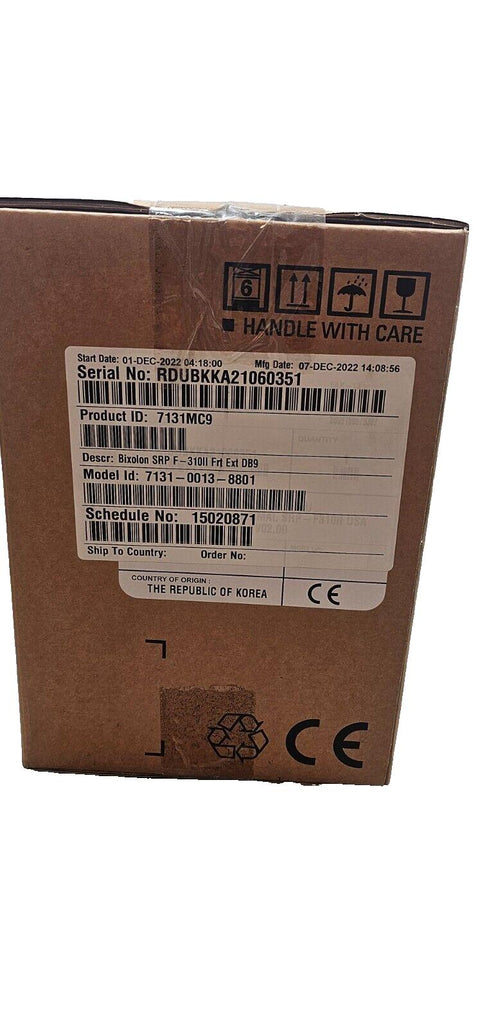 6
■ HANDLE WITH CARE
Start Date: 01-DEC-2022 04:18:00 Mfg Date: 07-DEC-2022 14:08:56
Serial No: RDUBKKA21060351
Product ID: 7131MC9
QUANTITY
Descr: Bixolon SRP F-310II Frt Ext DB9
Model Id: 7131-0013-8801
Schedule No: 15020871
Ship To Country: Order No:
COUNTRY OF ORIGIN :
THE REPUBLIC OF KOREA
CE
CE